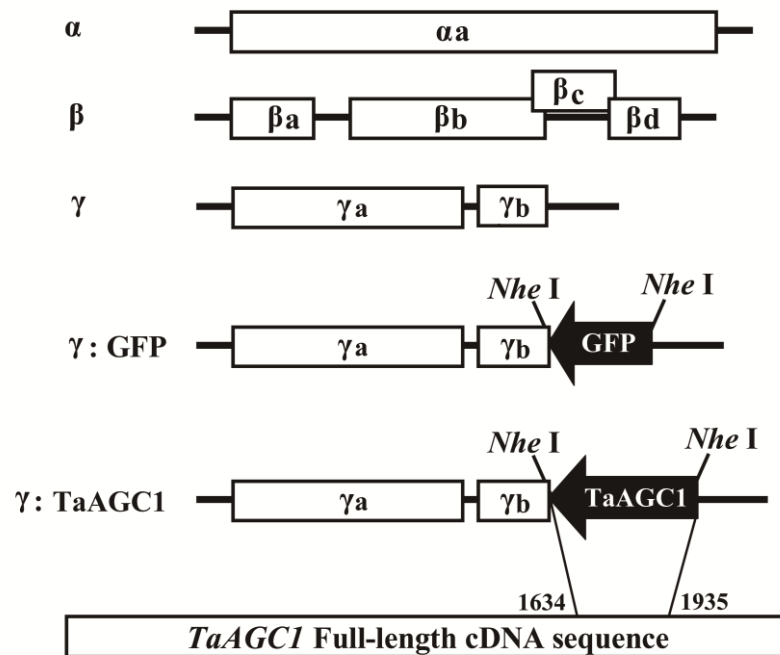 α αa
β βa βb βc βd
γ γa γb
Nhe I Nhe I
γ: GFP γa γb GFP
Nhe I Nhe I
γ: TaAGC1 γa γb TaAGC1
1634 1935
TaAGC1 Full-length cDNA sequence